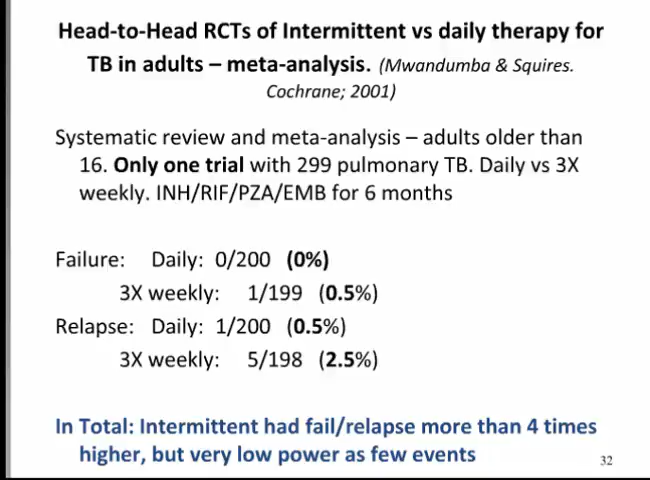 Head-to-Head RCTs of Intermittent vs daily therapy for
TB in adults – meta-analysis. (Mwandumba & Squires.
Cochrane; 2001)
Systematic review and meta-analysis – adults older than
16. Only one trial with 299 pulmonary TB. Daily vs 3X
weekly. INH/RIF/PZA/EMB for 6 months
Failure: Daily: 0/200 (0%)
3X weekly: 1/199 (0.5%)
Relapse: Daily: 1/200 (0.5%)
3X weekly: 5/198 (2.5%)
In Total: Intermittent had fail/relapse more than 4 times
higher, but very low power as few events
32